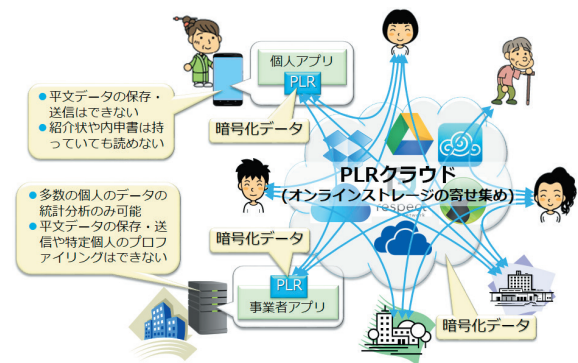 個人アプリ
PLR
● 平文データの保存・
送信はできない
● 紹介状や内申書は持
っていても読めない
暗号化データ
PLRクラウド
(オンラインストレージの寄せ集め)
respect
● 多数の個人のデータの
統計分析のみ可能
● 平文データの保存・送
信や特定個人のプロフ
ァイリングはできない
暗号化データ
PLR
事業者アプリ
暗号化データ